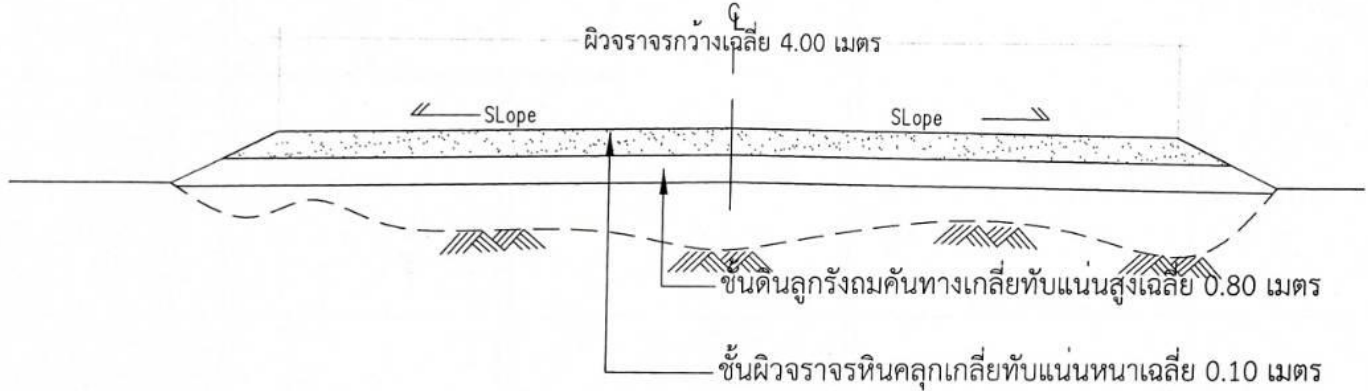 ℄
ผิวจราจรกว้างเฉลี่ย 4.00 เมตร
SLope SLope
ชั้นดินลูกรังถมคันทางเกลี่ยทับแน่นสูงเฉลี่ย 0.80 เมตร
ชั้นผิวจราจรหินคลุกเกลี่ยทับแน่นหนาเฉลี่ย 0.10 เมตร